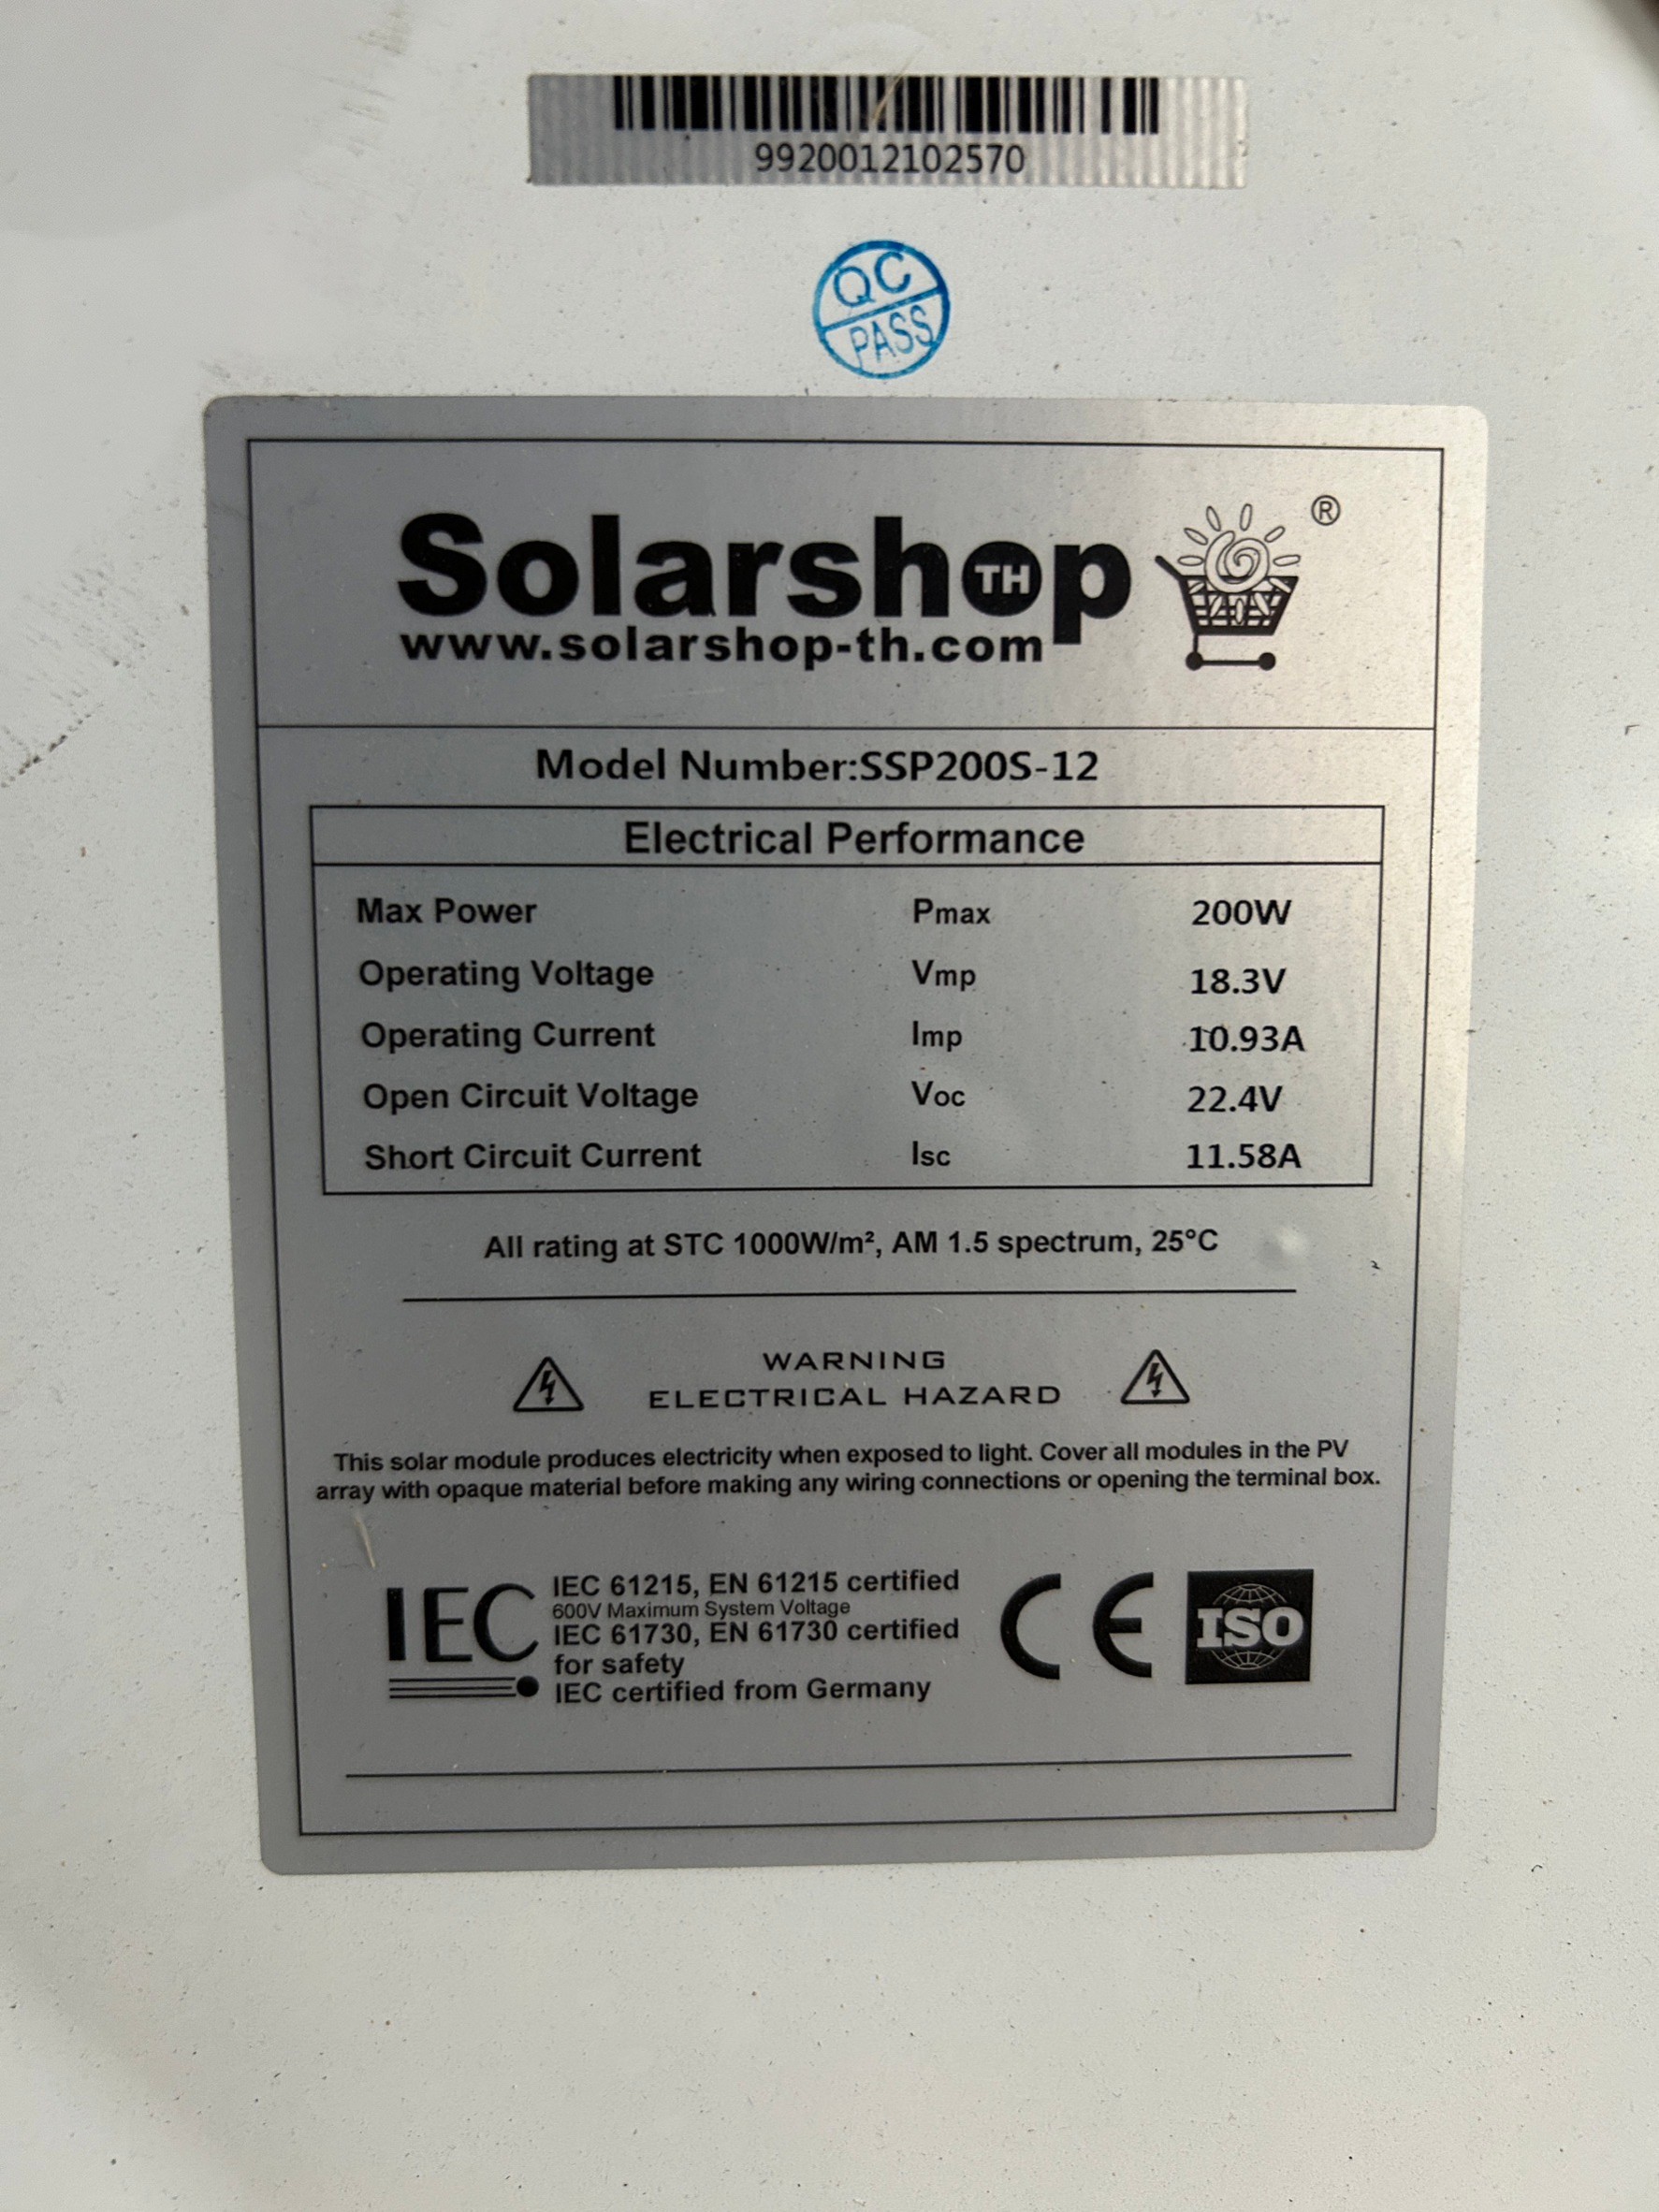 9920012102570
QC
PASS
Solarshop
TH
®
www.solarshop-th.com
Model Number:SSP200S-12
Electrical Performance
Max Power Pmax 200W
Operating Voltage Vmp 18.3V
Operating Current Imp 10.93A
Open Circuit Voltage Voc 22.4V
Short Circuit Current Isc 11.58A
All rating at STC 1000W/m², AM 1.5 spectrum, 25°C
WARNING
ELECTRICAL HAZARD
This solar module produces electricity when exposed to light. Cover all modules in the PV
array with opaque material before making any wiring connections or opening the terminal box.
IEC
IEC 61215, EN 61215 certified
600V Maximum System Voltage
IEC 61730, EN 61730 certified
for safety
IEC certified from Germany
CE
ISO